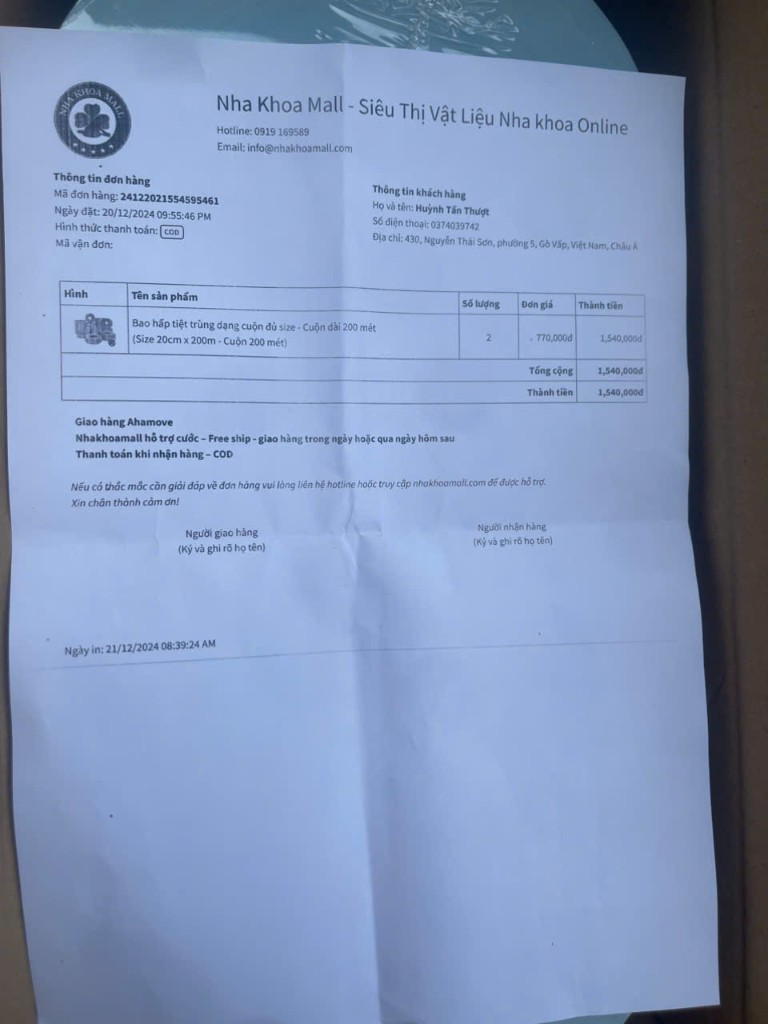 NHA KHOA MALL
Nha Khoa Mall - Siêu Thị Vật Liệu Nha khoa Online
Hotline: 0919 169589
Email: info@nhakhoamall.com
Thông tin đơn hàng
Mã đơn hàng: 24122021554595461
Ngày đặt: 20/12/2024 09:55:46 PM
Hình thức thanh toán: COD
Mã vận đơn:
Thông tin khách hàng
Họ và tên: Huỳnh Tấn Thượt
Số điện thoại: 0374039742
Địa chỉ: 430, Nguyễn Thái Sơn, phường 5, Gò Vấp, Việt Nam, Châu Á
Hình Tên sản phẩm Số lượng Đơn giá Thành tiền
Bao hấp tiệt trùng dạng cuộn đủ size - Cuộn dài 200 mét
(Size 20cm x 200m - Cuộn 200 mét) 2 770,000đ 1,540,000đ
Tổng cộng 1,540,000đ
Thành tiền 1,540,000đ
Giao hàng Ahamove
Nhakhoamall hỗ trợ cước – Free ship - giao hàng trong ngày hoặc qua ngày hôm sau
Thanh toán khi nhận hàng – COD
Nếu có thắc mắc cần giải đáp về đơn hàng vui lòng liên hệ hotline hoặc truy cập nhakhoamall.com để được hỗ trợ.
Xin chân thành cảm ơn!
Người giao hàng
(Ký và ghi rõ họ tên)
Người nhận hàng
(Ký và ghi rõ họ tên)
Ngày in: 21/12/2024 08:39:24 AM